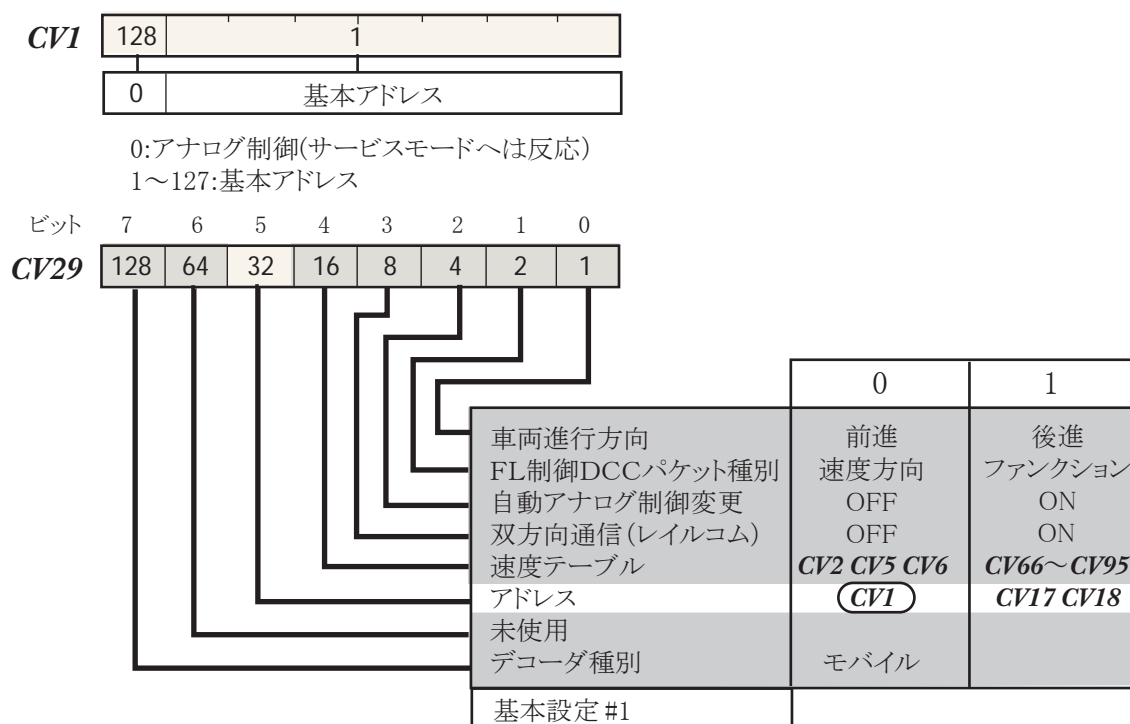 CV1 128 1
0 基本アドレス
0:アナログ制御(サービスモードへは反応)
1～127:基本アドレス
ビット 7 6 5 4 3 2 1 0
CV29 128 64 32 16 8 4 2 1
0 1
車両進行方向 前進 後進
FL制御DCCパケット種別 速度方向 ファンクション
自動アナログ制御変更 OFF ON
双方向通信(レイルコム) OFF ON
速度テーブル CV2 CV5 CV6 CV66～CV95
アドレス CV1 CV17 CV18
未使用
デコーダ種別 モバイル
基本設定 #1